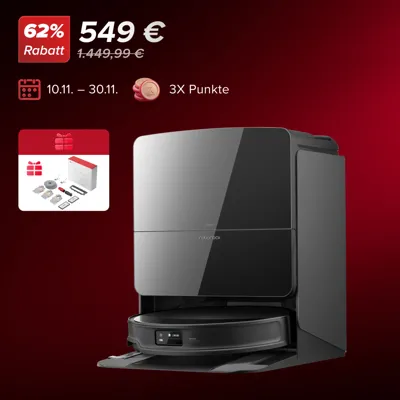 62%
Rabatt
549 €
1.449,99 €
10.11. – 30.11.
3X Punkte